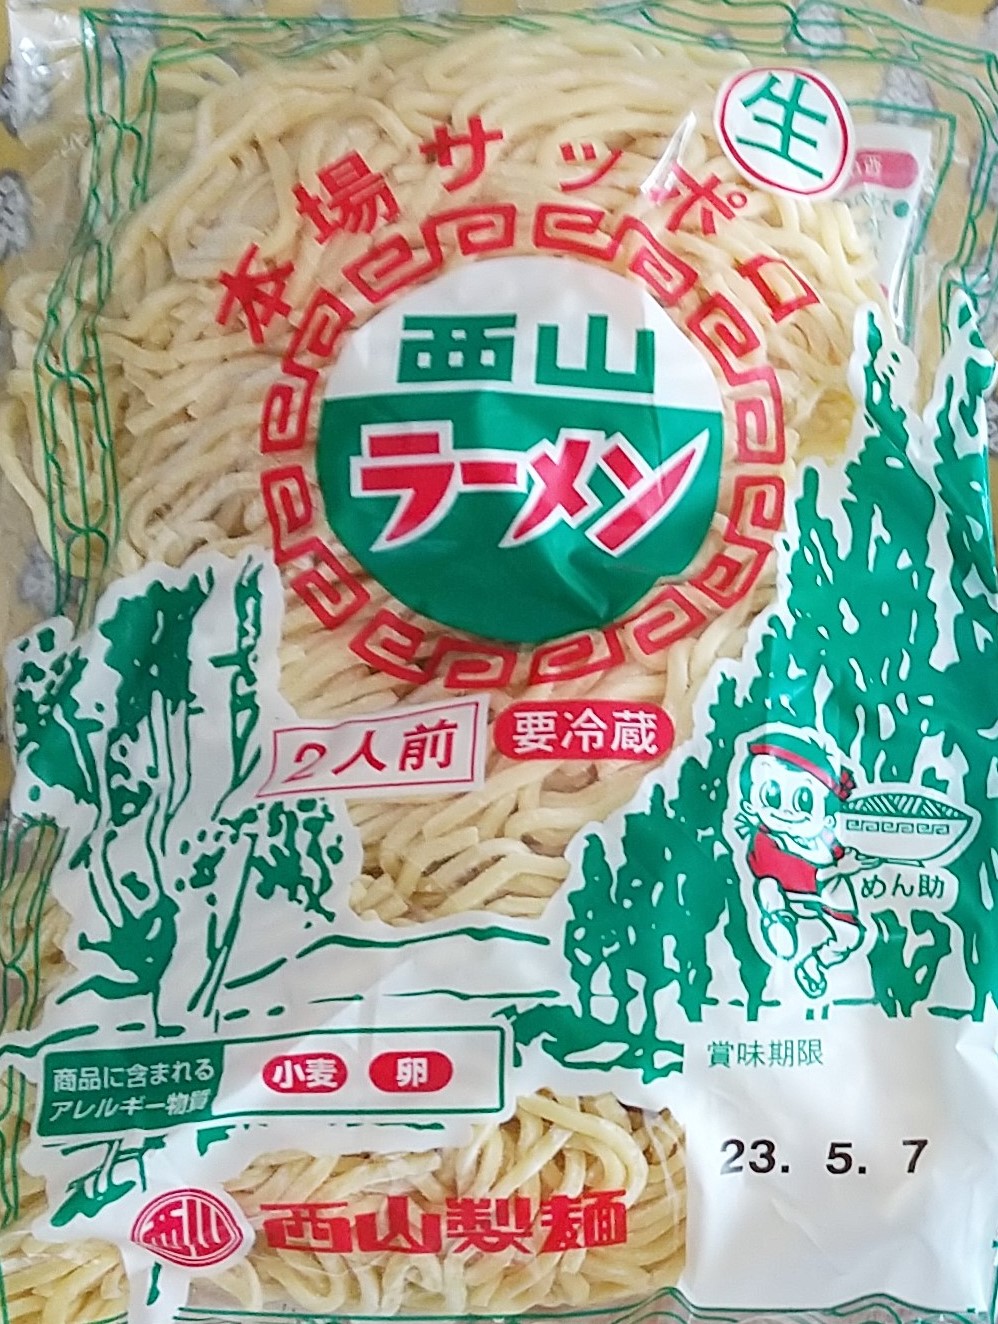 生
本場サッポロ
西山
ラーメン
2人前
要冷蔵
めん助
賞味期限
23. 5. 7
商品に含まれる
アレルギー物質
小麦 卵
西山
西山製麺